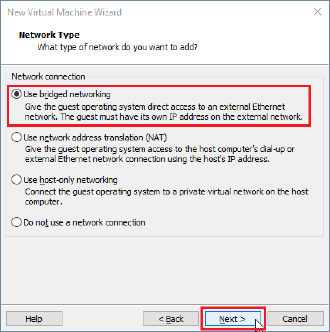 New Virtual Machine Wizard
Network Type
What type of network do you want to add?
Network connection
Use bridged networking
Give the guest operating system direct access to an external Ethernet
network. The guest must have its own IP address on the external network.
Use network address translation (NAT)
Give the guest operating system access to the host computer's dial-up or
external Ethernet network connection using the host's IP address.
Use host-only networking
Connect the guest operating system to a private virtual network on the host
computer.
Do not use a network connection
Help
< Back
Next >
Cancel